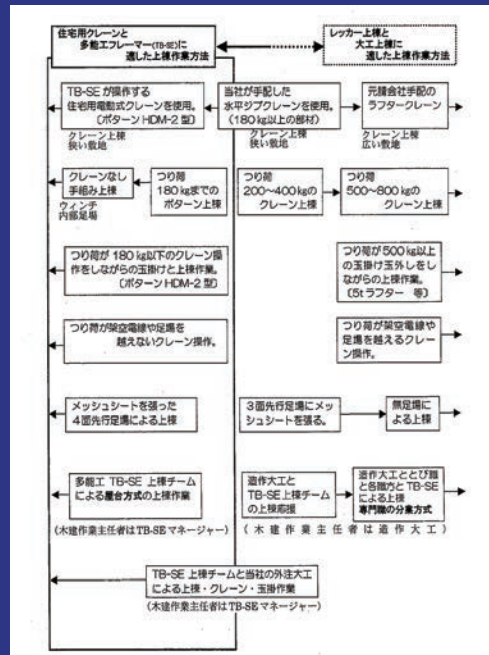 住宅用クレーンと
多能エフレーマー(TB-SE)に
適した上棟作業方法
レッカー上棟と
大工上棟に
適した上棟作業方法
TB-SEが操作する
住宅用電動式クレーンを使用。
〔ボターンHDM-2型〕
クレーン上棟
狭い敷地
当社が手配した
水平ジブクレーンを使用。
(180kg以上の部材)
クレーン上棟
狭い敷地
元請会社手配の
ラフタークレーン
クレーン上棟
広い敷地
クレーンなし
手組み上棟
ウィンチ
内部足場
つり荷
180kgまでの
ボターン上棟
つり荷
200〜400kgの
クレーン上棟
つり荷
500〜800kgの
クレーン上棟
つり荷が180kg以下のクレーン操
作をしながらの玉掛けと上棟作業。
〔ボターンHDM-2型〕
つり荷が500kg以上
の玉掛け玉外しをし
ながらの上棟作業。
〔5tラフター 等〕
つり荷が架空電線や足場を
越えないクレーン操作。
つり荷が架空電線や
足場を越えるクレー
ン操作。
メッシュシートを張った
4面先行足場による上棟
3面先行足場にメッ
シュシートを張る。
無足場に
よる上棟
多能工 TB-SE上棟チーム
による屋台方式の上棟作業
(木建作業主任者はTB-SEマネージャー)
造作大工と
TB-SE上棟チーム
の上棟応援
造作大工ととび職
と各職方とTB-SE
による上棟
専門職の分業方式
(木建作業主任者は造作大工)
TB-SE上棟チームと当社の外注大工
による上棟・クレーン・玉掛作業
(木建作業主任者はTB-SEマネージャー)